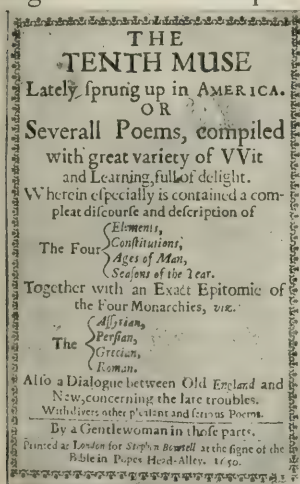 THE
TENTH MUSE
Lately ſprung up in AMERICA.
OR
Severall Poems, compiled
with great variety of VVit
and Learning, full of delight.
Wherein eſpecially is contained a com-
pleat diſcourſe and deſcription of
The Four
Elements,
Conſtitutions,
Ages of Man,
Seaſons of the Year.
Together with an Exact Epitomie of
the Four Monarchies, viz.
The
Aſſyrian,
Perſian,
Grecian,
Roman.
Alſo a Dialogue between Old England and
New, concerning the late troubles.
With divers other pleaſant and ſerious Poems.
By a Gentlewoman in thoſe parts.
Printed at London for Stephen Bowtell at the ſigne of the
Bible in Popes Head-Alley. 1650.